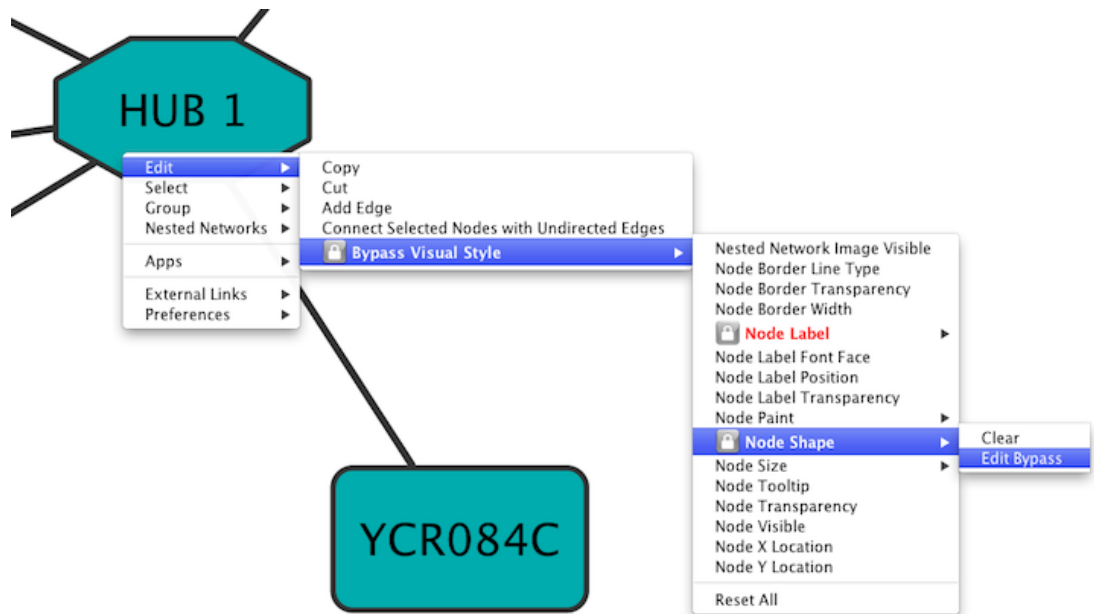 HUB 1
Edit
Select
Group
Nested Networks
Apps
External Links
Preferences
Copy
Cut
Add Edge
Connect Selected Nodes with Undirected Edges
Bypass Visual Style
Nested Network Image Visible
Node Border Line Type
Node Border Transparency
Node Border Width
Node Label
Node Label Font Face
Node Label Position
Node Label Transparency
Node Paint
Node Shape
Node Size
Node Tooltip
Node Transparency
Node Visible
Node X Location
Node Y Location
Reset All
Clear
Edit Bypass
YCR084C